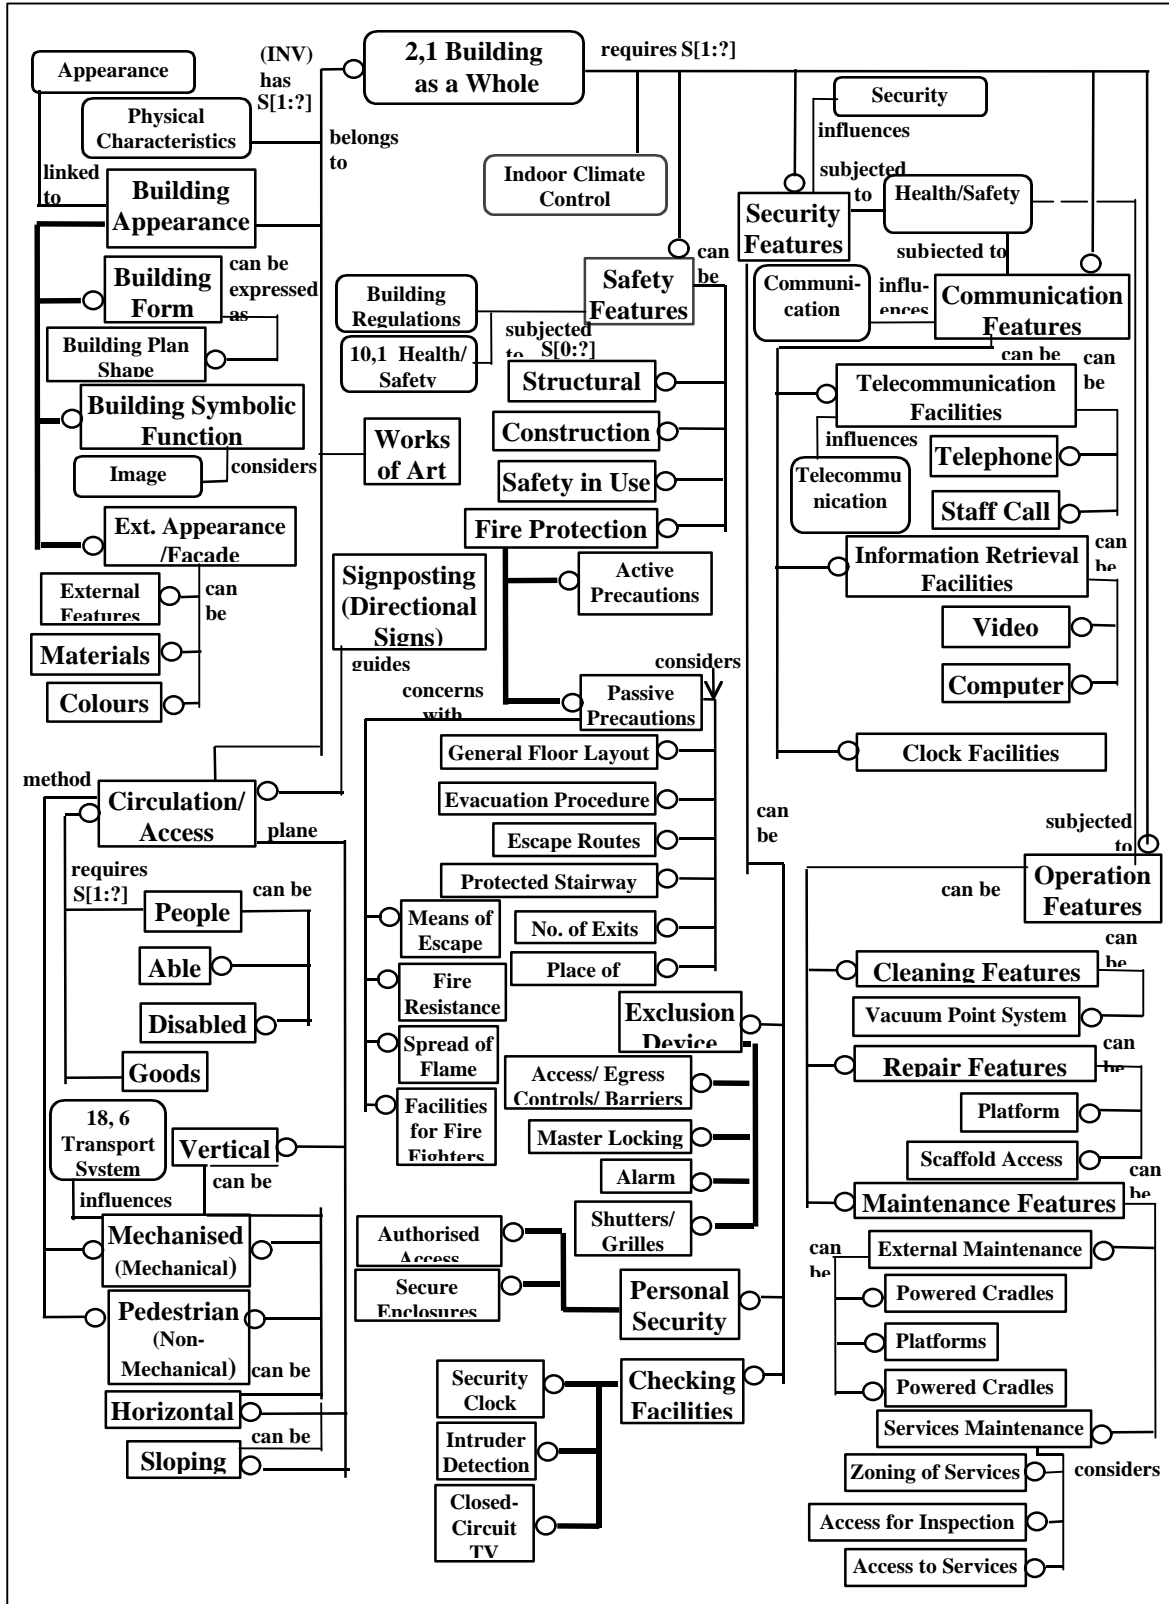 2,1 Building
as a Whole
requires S[1:?]
(INV)
has
S[1:?]
Appearance
Physical
Characteristics
belongs
to
linked
to
Building
Appearance
Building
Form
can be
expressed
as
Building Plan
Shape
Building Symbolic
Function
Image
considers
Ext. Appearance
/Facade
External
Features
can
be
Materials
Colours
Works
of Art
Signposting
(Directional
Signs)
guides
Indoor Climate
Control
Safety
Features
can
be
Building
Regulations
10,1 Health/
Safety
subjected
to
S[0:?]
Structural
Construction
Safety in Use
Fire Protection
Active
Precautions
considers
Passive
Precautions
concerns
with
General Floor Layout
Evacuation Procedure
Escape Routes
Protected Stairway
No. of Exits
Place of
Means of
Escape
Fire
Resistance
Spread of
Flame
Facilities
for Fire
Fighters
Security
influences
subjected
to
Security
Features
Health/Safety
subjected to
Communi-
cation
influ-
ences
Communication
Features
can be
can
be
Telecommunication
Facilities
influences
Telecommu
nication
Telephone
Staff Call
Information Retrieval
Facilities
can
be
Video
Computer
Clock Facilities
can
be
subjected
to
can be
Operation
Features
can
be
Cleaning Features
Vacuum Point System
can
be
Repair Features
Platform
Scaffold Access
can
be
Maintenance Features
can
be
External Maintenance
Powered Cradles
Platforms
Powered Cradles
Services Maintenance
Zoning of Services
considers
Access for Inspection
Access to Services
Exclusion
Device
Access/ Egress
Controls/ Barriers
Master Locking
Alarm
Shutters/
Grilles
Authorised
Access
Secure
Enclosures
Personal
Security
Checking
Facilities
Security
Clock
Intruder
Detection
Closed-
Circuit
TV
method
Circulation/
Access
plane
requires
S[1:?]
can be
People
Able
Disabled
Goods
18, 6
Transport
System
Vertical
can be
influences
Mechanised
(Mechanical)
Pedestrian
(Non-
Mechanical)
can be
Horizontal
can be
Sloping